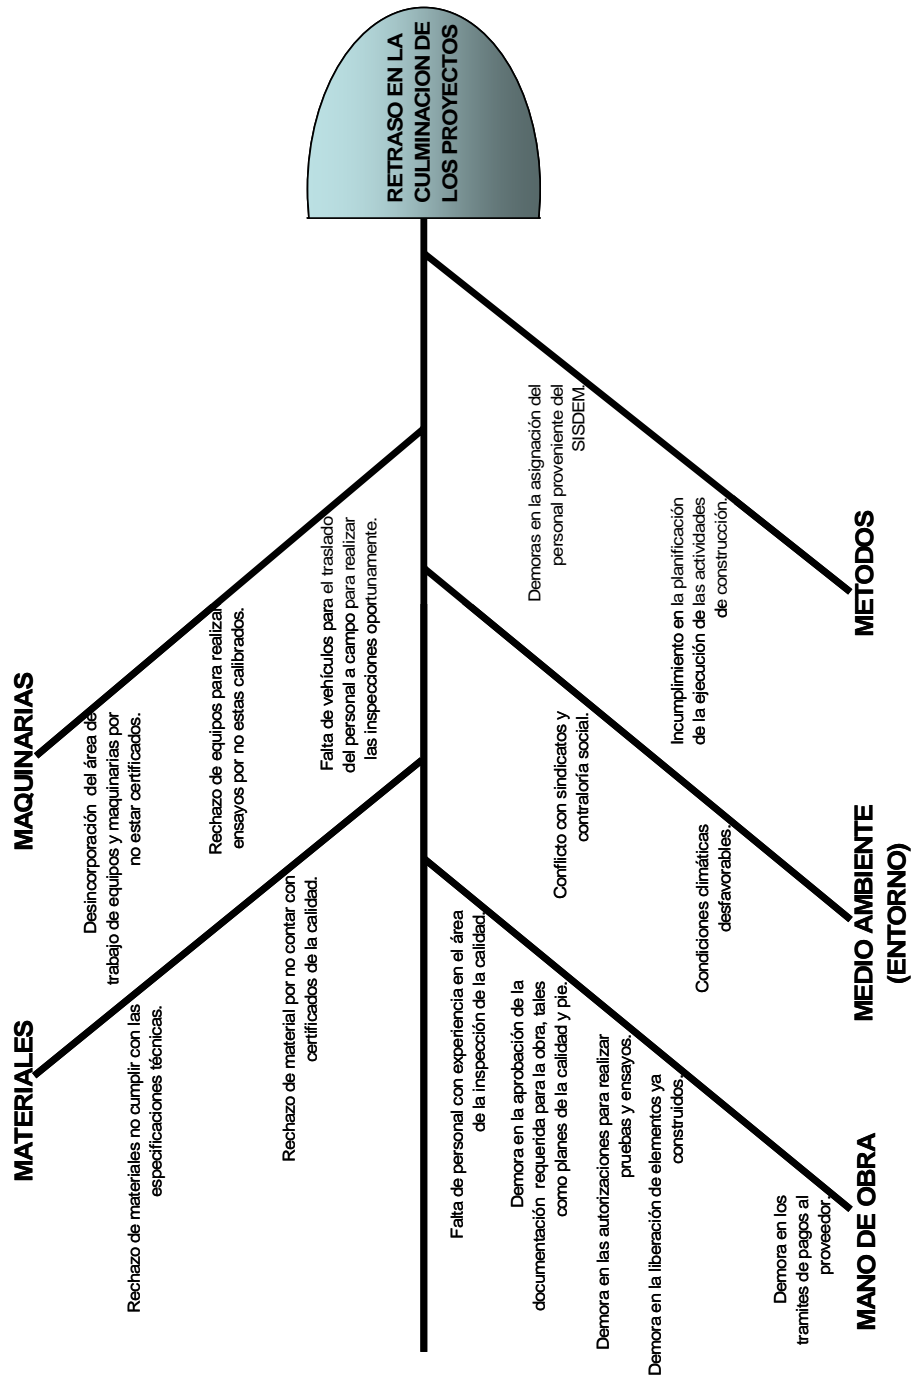 RETRASO EN LA
CULMINACION DE
LOS PROYECTOS
MATERIALES
Rechazo de materiales no cumplir con las
especificaciones técnicas.
Rechazo de material por no contar con
certificados de la calidad.
MAQUINARIAS
Desincorporación del área de
trabajo de equipos y maquinarias por
no estar certificados.
Rechazo de equipos para realizar
ensayos por no estas calibrados.
Falta de vehículos para el traslado
del personal a campo para realizar
las inspecciones oportunamente.
Falta de personal con experiencia en el área
de la inspección de la calidad.
Demora en la aprobación de la
documentación requerida para la obra, tales
como planes de la calidad y pie.
Demora en las autorizaciones para realizar
pruebas y ensayos.
Demora en la liberación de elementos ya
construidos.
Demora en los
tramites de pagos al
proveedor.
MANO DE OBRA
Conflicto con sindicatos y
contraloría social.
Condiciones climáticas
desfavorables.
MEDIO AMBIENTE
(ENTORNO)
Demoras en la asignación del
personal proveniente del
SISDEM.
Incumplimiento en la planificación
de la ejecución de las actividades
de construcción.
METODOS